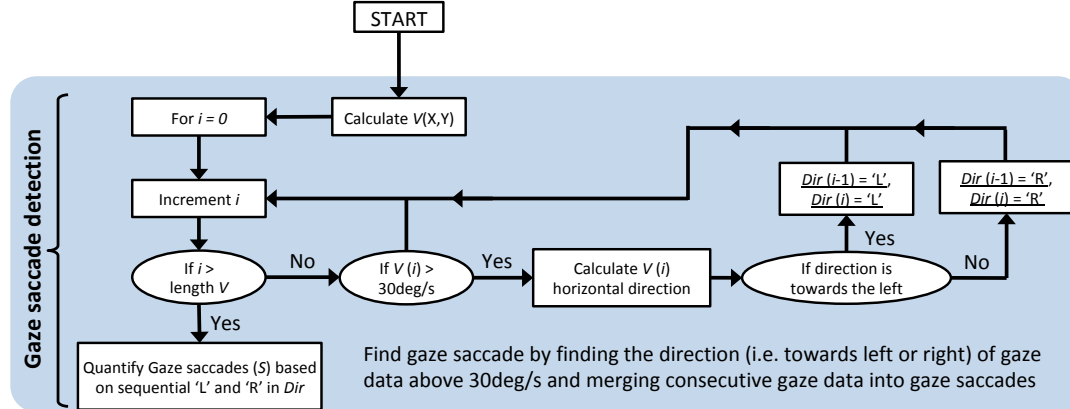 START
Gaze saccade detection
For i = 0
Calculate V(X,Y)
Increment i
Dir (i-1) = ‘L’,
Dir (i) = ‘L’
Dir (i-1) = ‘R’,
Dir (i) = ‘R’
If i >
length V
No
If V (i) >
30deg/s
Yes
Calculate V (i)
horizontal direction
If direction is
towards the left
Yes
No
Yes
Quantify Gaze saccades (S) based
on sequential ‘L’ and ‘R’ in Dir
Find gaze saccade by finding the direction (i.e. towards left or right) of gaze
data above 30deg/s and merging consecutive gaze data into gaze saccades